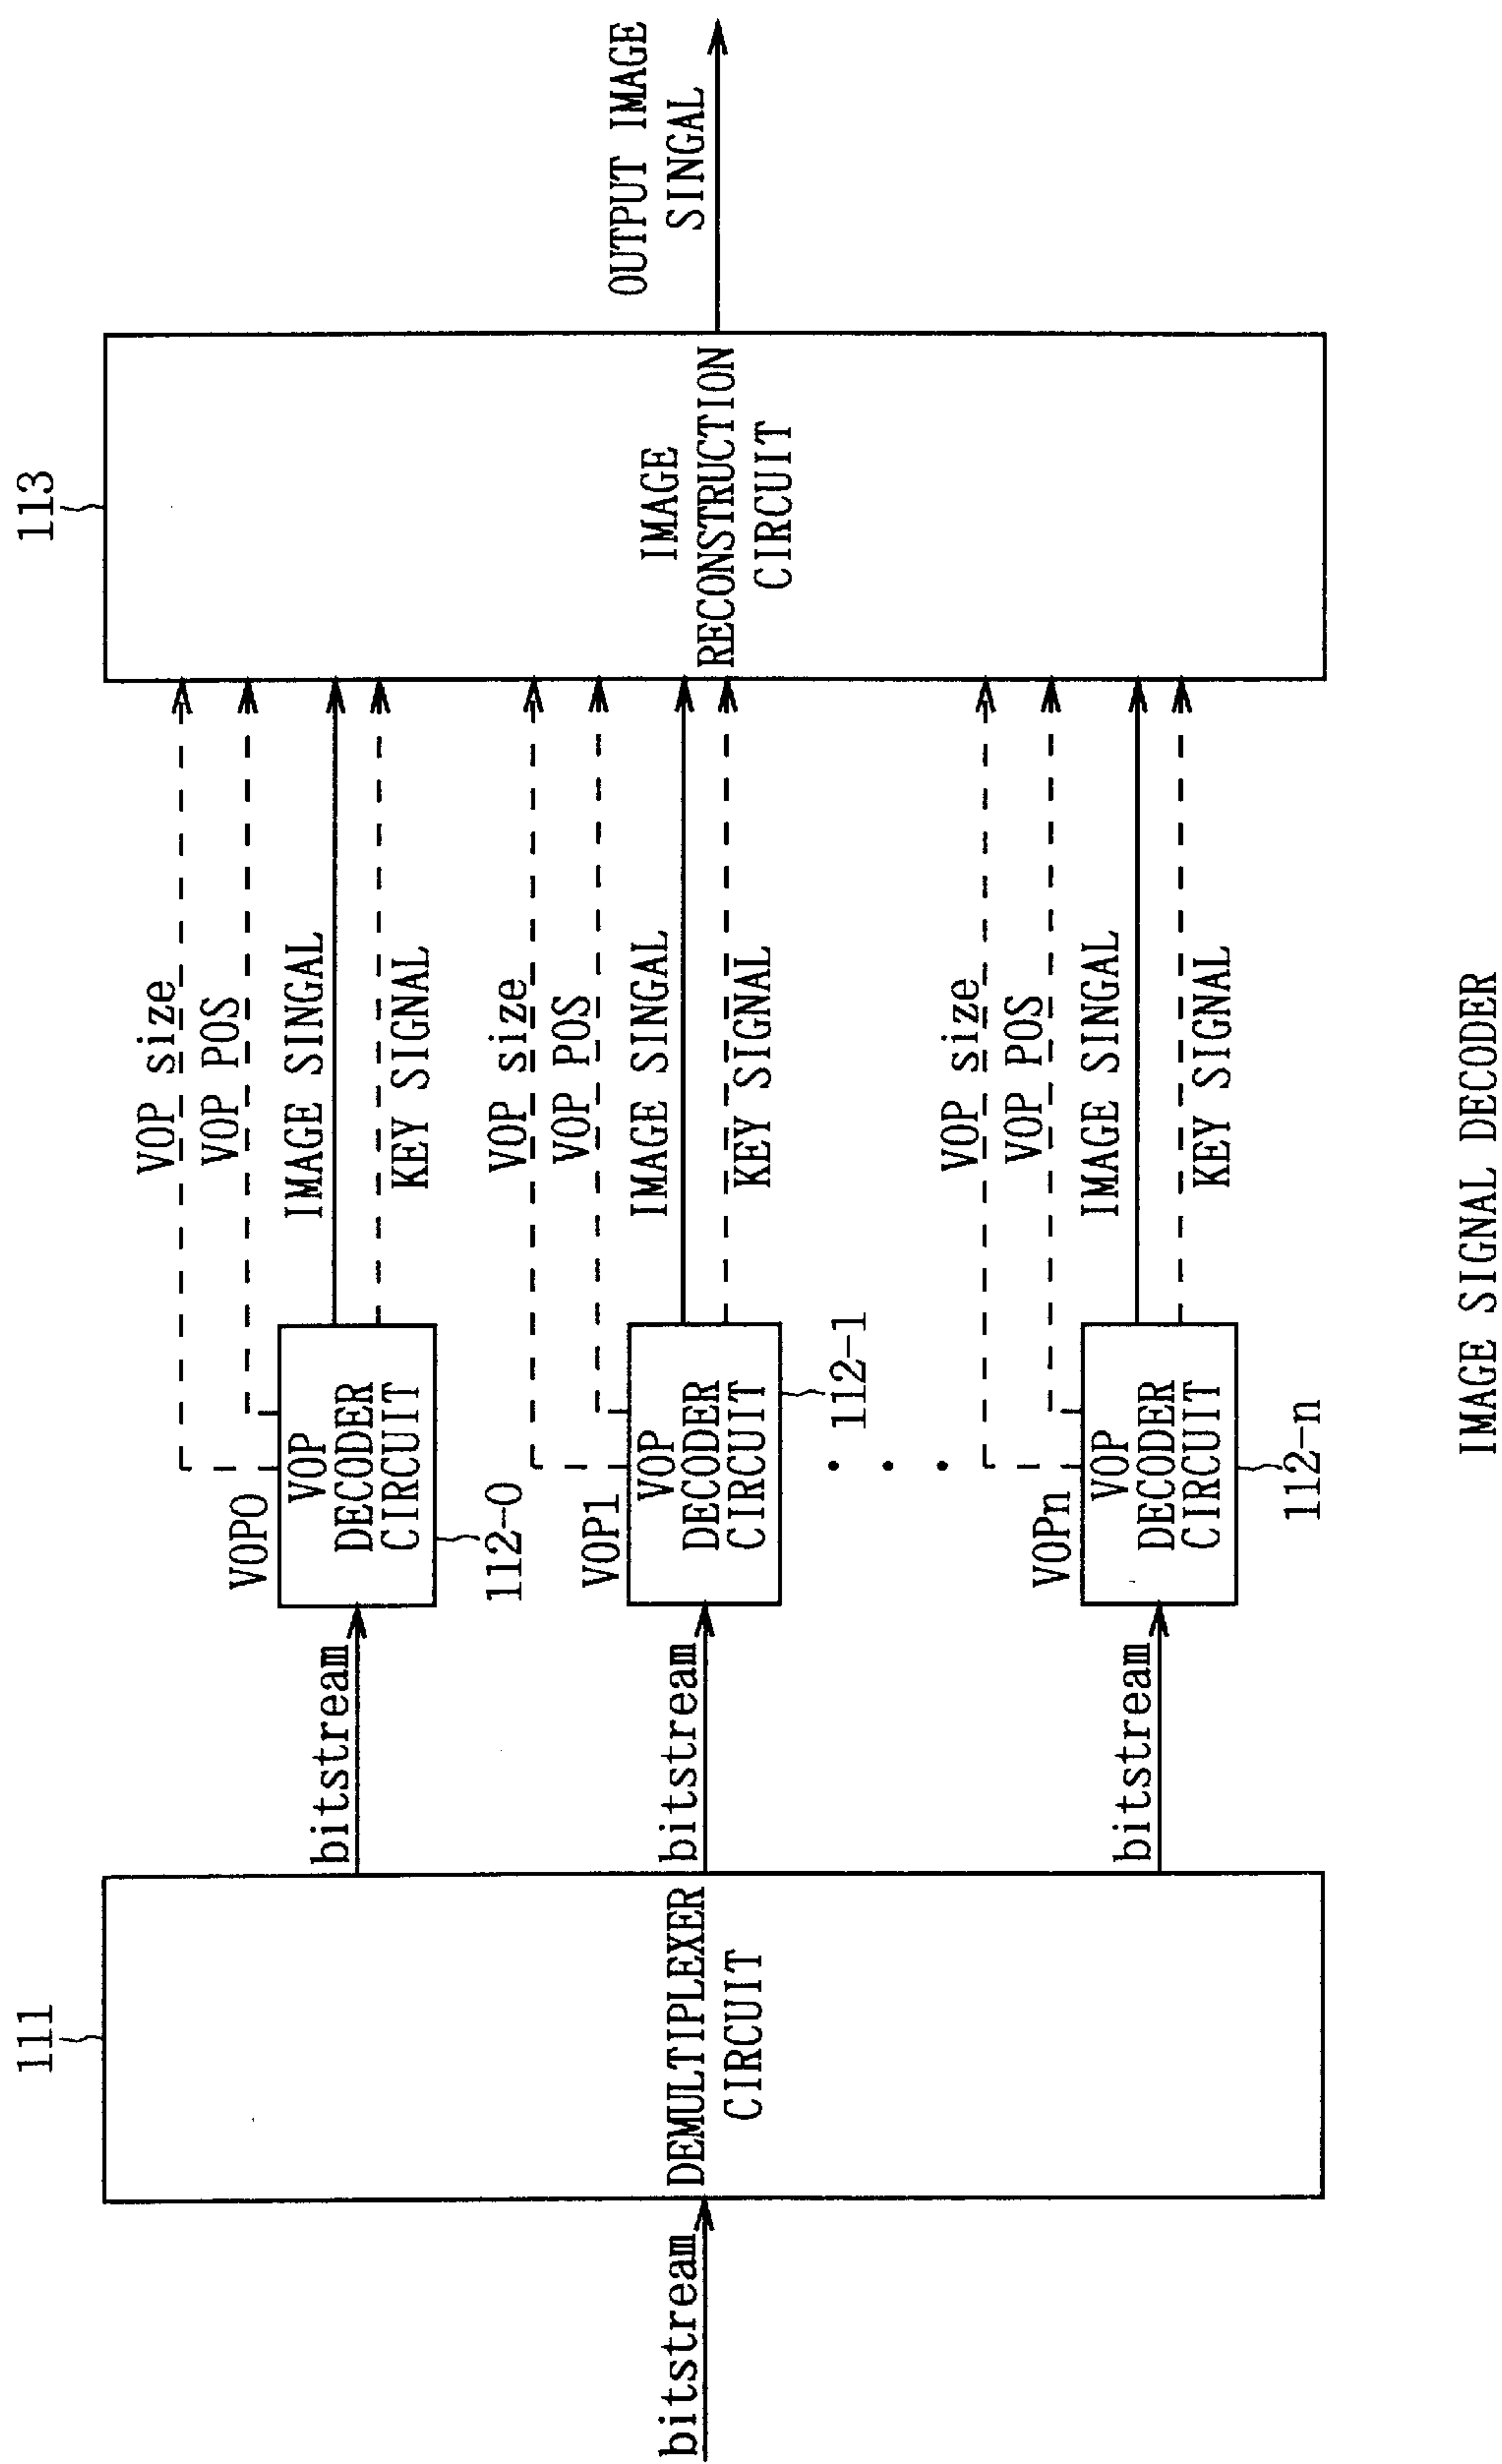 bitstream
111
DEMULTIPLEXER
CIRCUIT
bitstream
bitstream
bitstream
VOP0
VOP
DECODER
CIRCUIT
112-0
VOP1
VOP
DECODER
CIRCUIT
112-1
VOPn
VOP
DECODER
CIRCUIT
112-n
VOP size
VOP POS
IMAGE SINGAL
KEY SIGNAL
VOP size
VOP POS
IMAGE SINGAL
KEY SIGNAL
VOP size
VOP POS
IMAGE SINGAL
KEY SIGNAL
113
IMAGE
RECONSTRUCTION
CIRCUIT
OUTPUT IMAGE
SINGAL
IMAGE SIGNAL DECODER